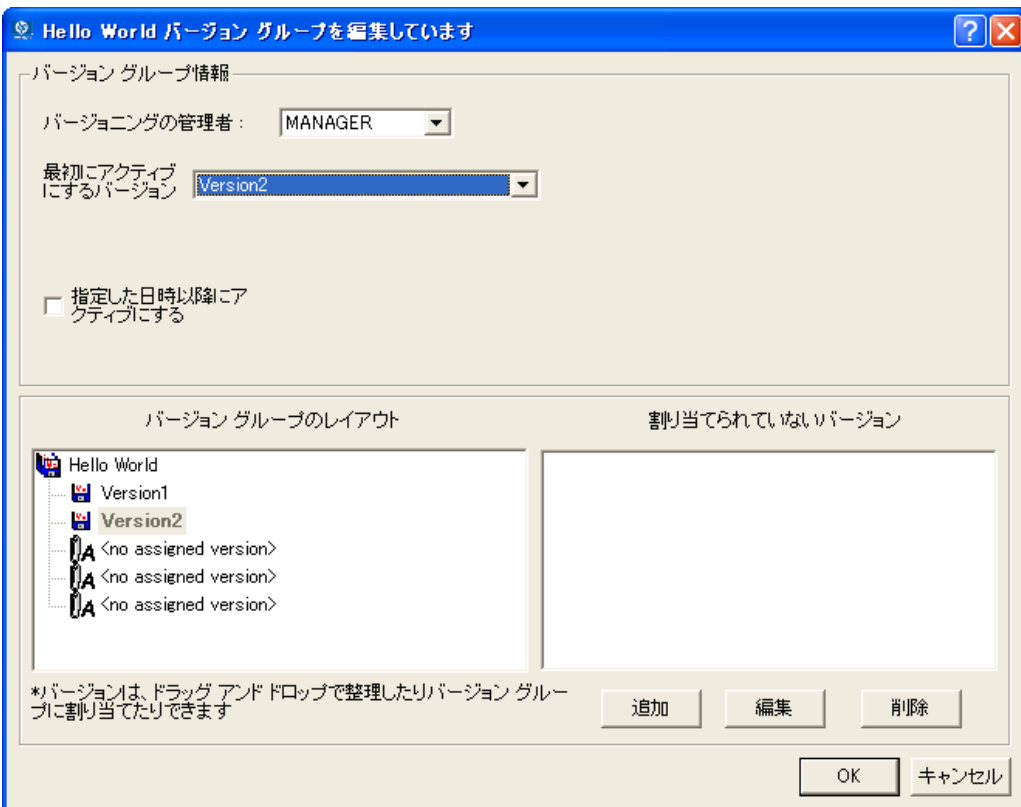 Hello World バージョン グループを編集しています
バージョン グループ情報
バージョニングの管理者:
MANAGER
最初にアクティブ
にするバージョン
Version2
指定した日時以降にア
クティブにする
バージョン グループのレイアウト
割り当てられていないバージョン
Hello World
Version1
Version2
<no assigned version>
<no assigned version>
<no assigned version>
*バージョンは、ドラッグ アンド ドロップで整理したりバージョン グルー
プに割り当てたりできます
追加
編集
削除
OK
キャンセル